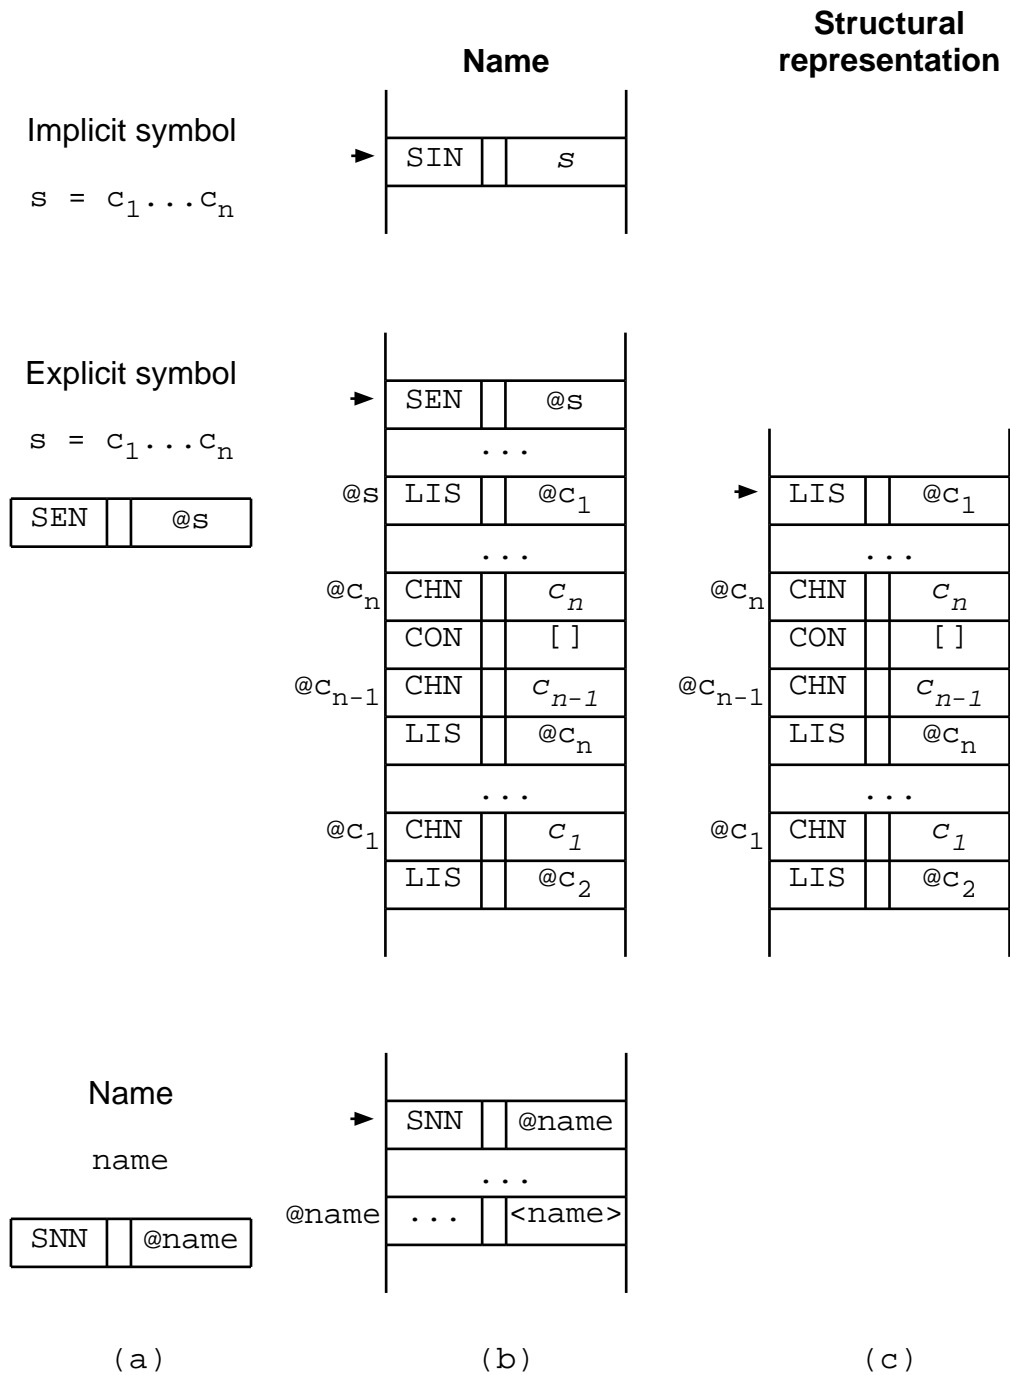 Structural
Name representation
Implicit symbol
SIN s
s = c1...cn
Explicit symbol
SEN @s
s = c1...cn
...
SEN @s
@s LIS @c1
LIS @c1
...
...
@cn CHN cn
@cn CHN cn
CON []
CON []
@cn-1 CHN cn-1
@cn-1 CHN cn-1
LIS @cn
LIS @cn
...
...
@c1 CHN c1
@c1 CHN c1
LIS @c2
LIS @c2
Name
SNN @name
name
...
SNN @name
@name ... <name>
(a) (b) (c)